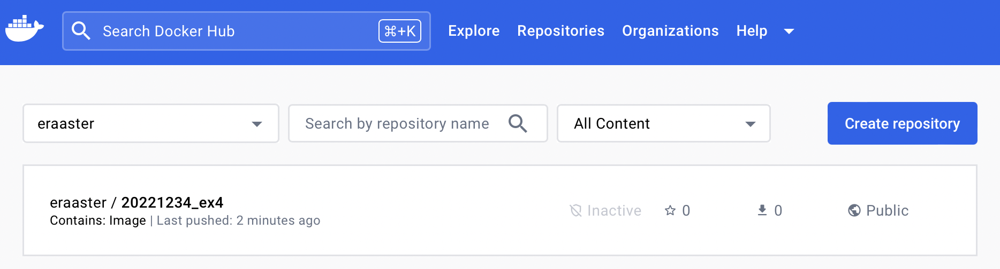 Search Docker Hub ⌘+K Explore Repositories Organizations Help
eraaster Search by repository name All Content Create repository
eraaster / 20221234_ex4
Contains: Image | Last pushed: 2 minutes ago
Inactive 0 0 Public